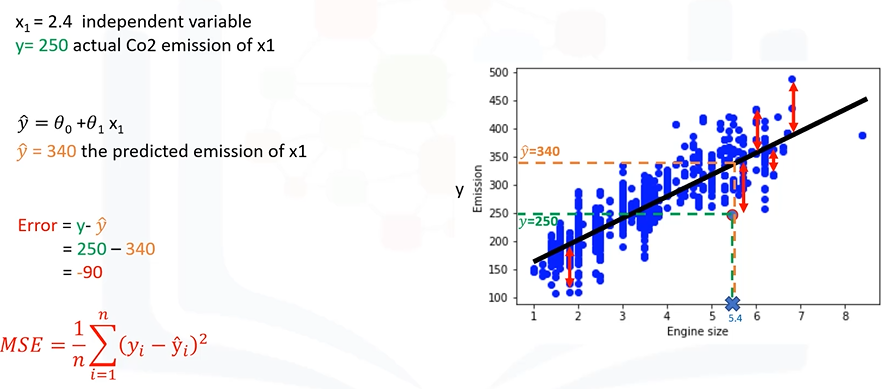 x₁ = 2.4 independent variable
y= 250 actual Co2 emission of x1
ŷ = θ₀ +θ₁ x₁
ŷ = 340 the predicted emission of x1
Error = y- ŷ
= 250 – 340
= -90
MSE = 1/n ∑ᵢ₌₁ⁿ (yᵢ − ŷᵢ)²
y
Emission
500
450
400
350
300
250
200
150
100
ŷ=340
y=250
5.4
1 2 3 4 5 6 7 8
Engine size